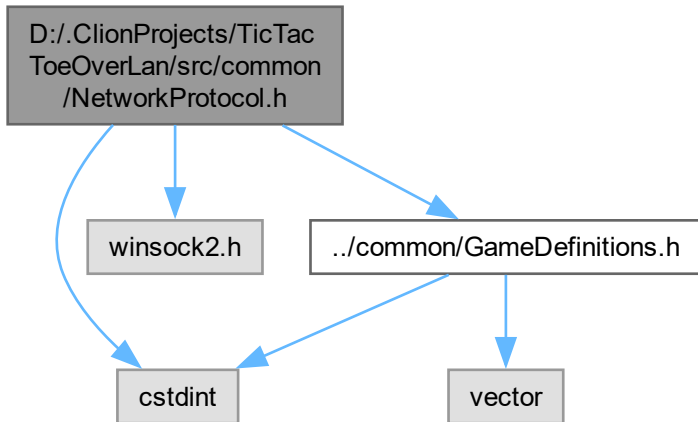 D:/.ClionProjects/TicTac
ToeOverLan/src/common
/NetworkProtocol.h
winsock2.h
../common/GameDefinitions.h
cstdint
vector